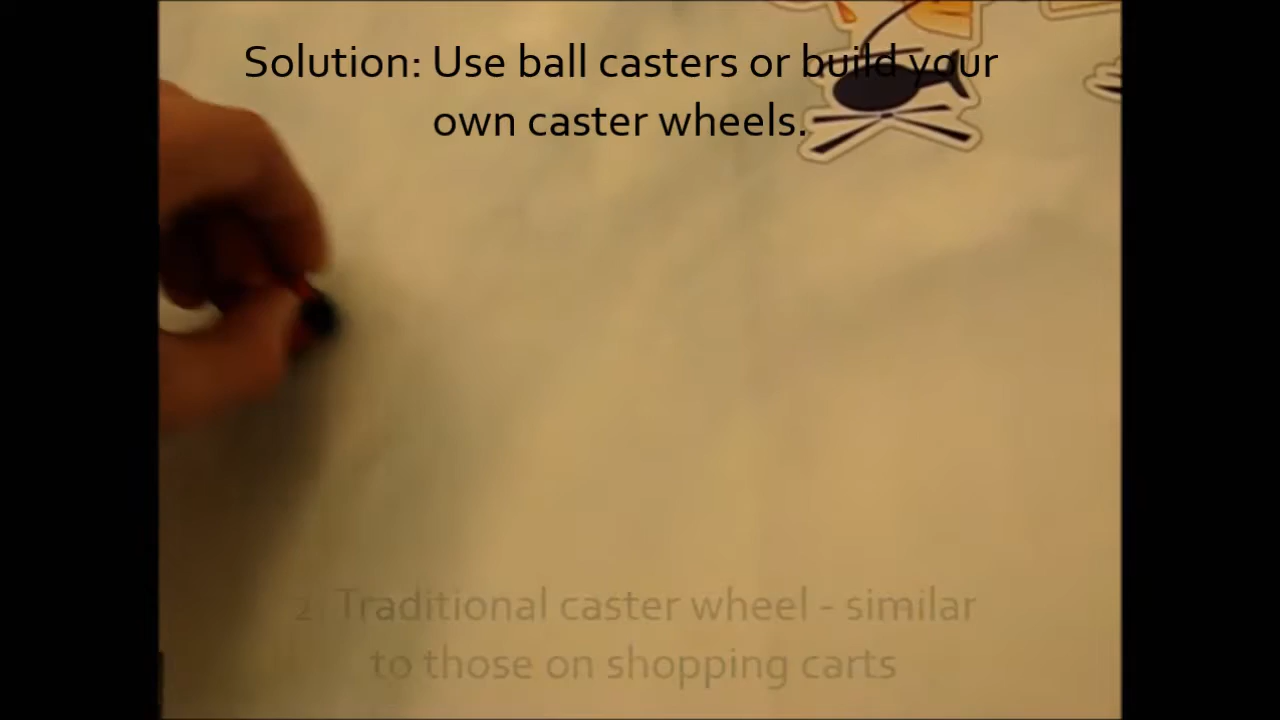 Solution: Use ball casters or build your
own caster wheels.
2. Traditional caster wheel - similar
to those on shopping carts